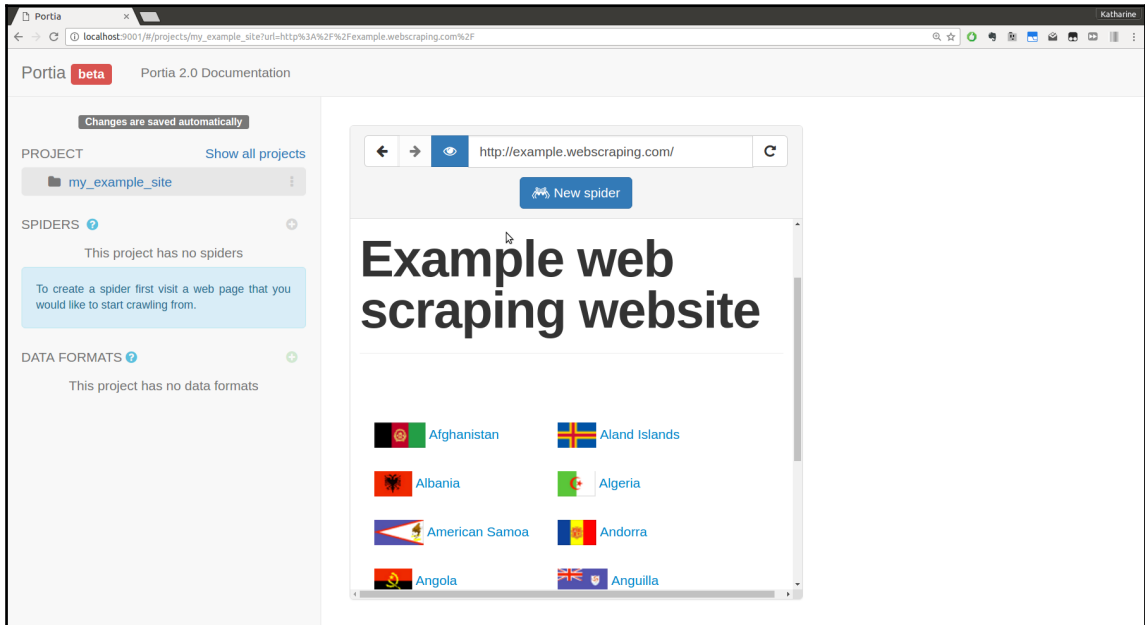 Portia
Katharine
localhost:9001/#/projects/my_example_site?url=http%3A%2F%2Fexample.webscraping.com%2F
Portia beta Portia 2.0 Documentation
Changes are saved automatically
PROJECT Show all projects
my_example_site
SPIDERS
This project has no spiders
To create a spider first visit a web page that you
would like to start crawling from.
DATA FORMATS
This project has no data formats
http://example.webscraping.com/
New spider
Example web
scraping website
Afghanistan Aland Islands
Albania Algeria
American Samoa Andorra
Angola Anguilla